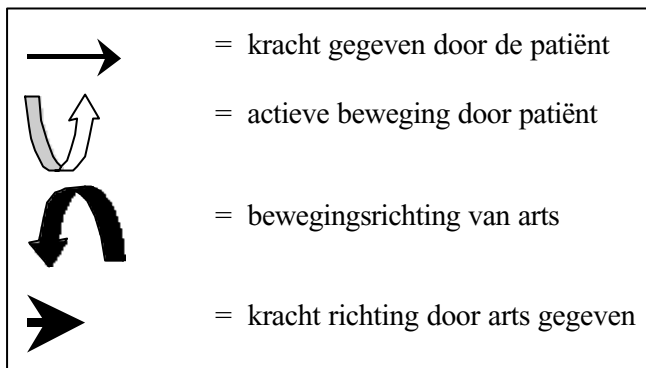 = kracht gegeven door de patiënt
= actieve beweging door patiënt
= bewegingsrichting van arts
= kracht richting door arts gegeven